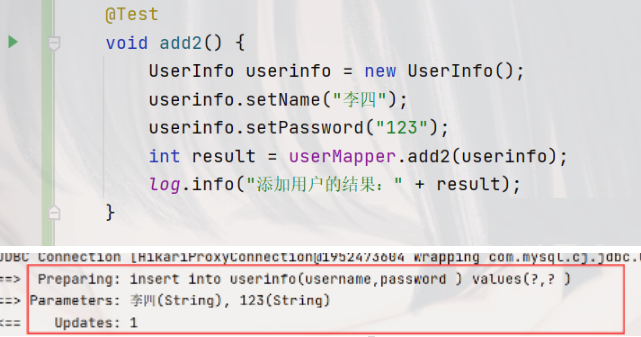 @Test
void add2() {
UserInfo userinfo = new UserInfo();
userinfo.setName("李四");
userinfo.setPassword("123");
int result = userMapper.add2(userinfo);
log.info("添加用户的结果：" + result);
}
JDBC Connection [HikariProxyConnection@1952473604 wrapping com.mysql.cj.jdbc.
==> Preparing: insert into userinfo(username,password ) values(?,? )
==> Parameters: 李四(String), 123(String)
<== Updates: 1